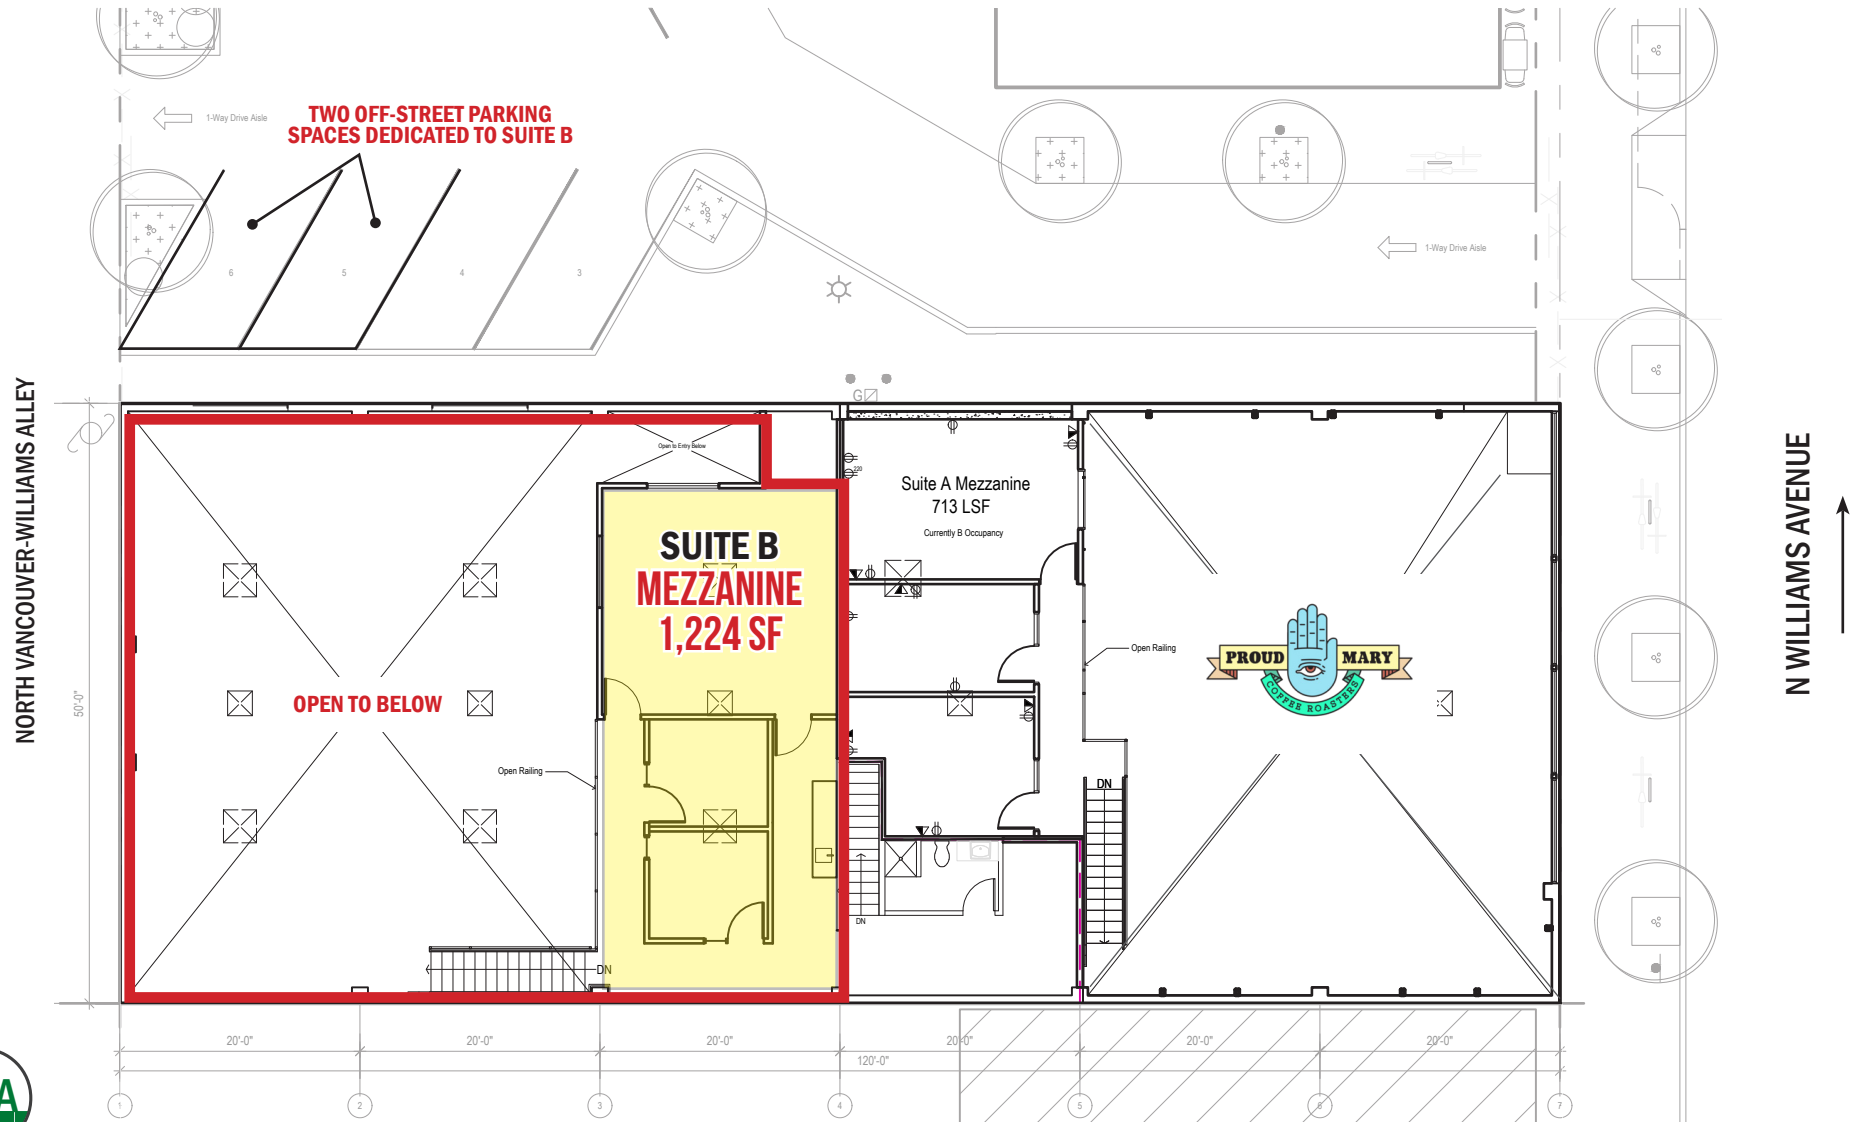 TWO OFF-STREET PARKING
SPACES DEDICATED TO SUITE B
1-Way Drive Aisle
6
5
4
3
1-Way Drive Aisle
NORTH VANCOUVER-WILLIAMS ALLEY
N WILLIAMS AVENUE
G
Open to Entry Below
220
Suite A Mezzanine
713 LSF
Currently B Occupancy
SUITE B
MEZZANINE
1,224 SF
OPEN TO BELOW
Open Railing
Open Railing
PROUD MARY
COFFEE ROASTERS
50'-0"
DN
DN
DN
20'-0"
20'-0"
20'-0"
20'-0"
20'-0"
20'-0"
120'-0"
1
2
3
4
5
6
7
A